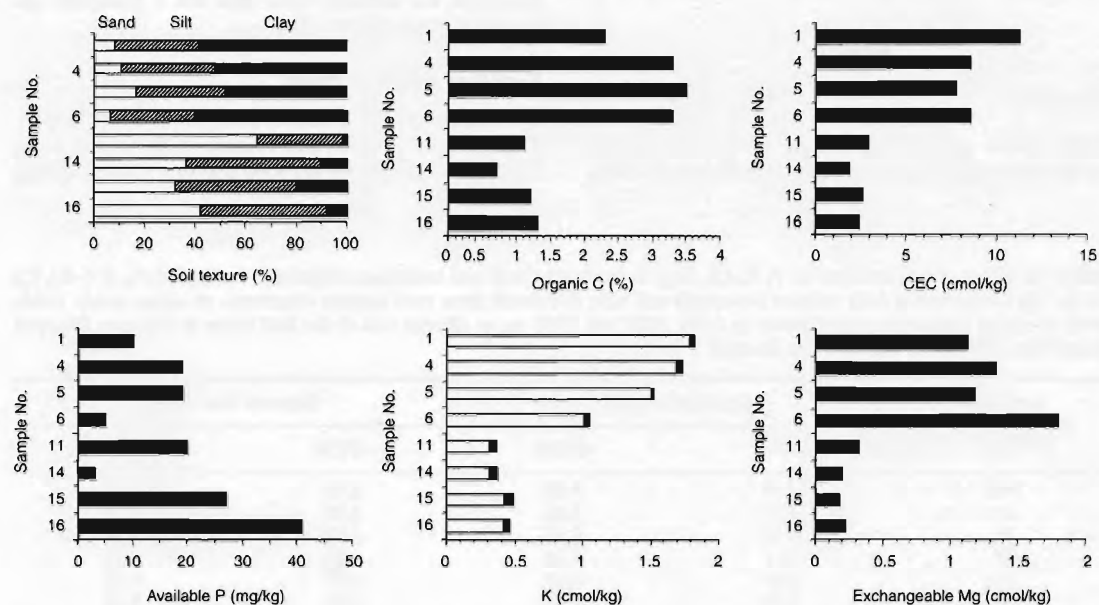 Sand Silt Clay
Sample No.
4
6
14
16
0 20 40 60 80 100
Soil texture (%)
Sample No.
1
4
5
6
11
14
15
16
0 0.5 1 1.5 2 2.5 3 3.5 4
Organic C (%)
Sample No.
1
4
5
6
11
14
15
16
0 5 10 15
CEC (cmol/kg)
Sample No.
1
4
5
6
11
14
15
16
0 10 20 30 40 50
Available P (mg/kg)
Sample No.
1
4
5
6
11
14
15
16
0 0.5 1 1.5 2
K (cmol/kg)
Sample No.
1
4
5
6
11
14
15
16
0 0.5 1 1.5 2
Exchangeable Mg (cmol/kg)